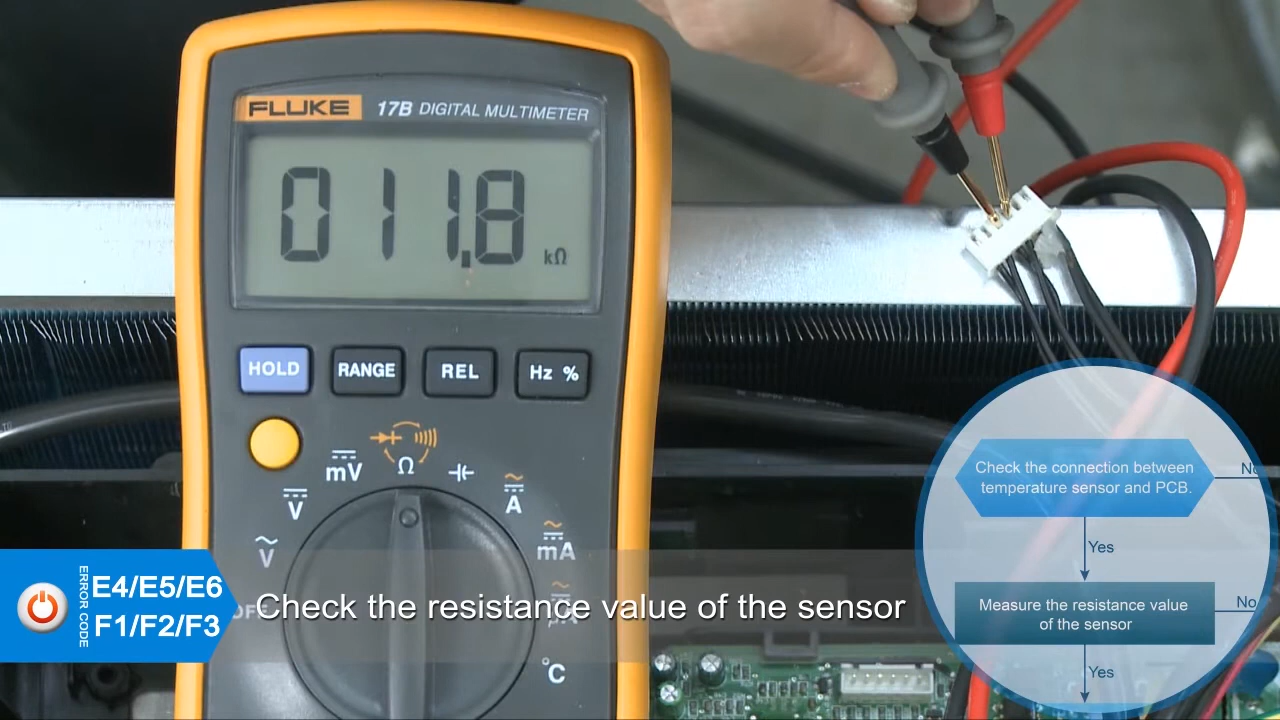 FLUKE 17B DIGITAL MULTIMETER
011.8 kΩ
HOLD RANGE REL Hz %
mV Ω
V A
V mA
OFF
°C
ERROR CODE
E4/E5/E6
F1/F2/F3
Check the resistance value of the sensor
Check the connection between
temperature sensor and PCB.
No
Yes
Measure the resistance value
of the sensor
No
Yes